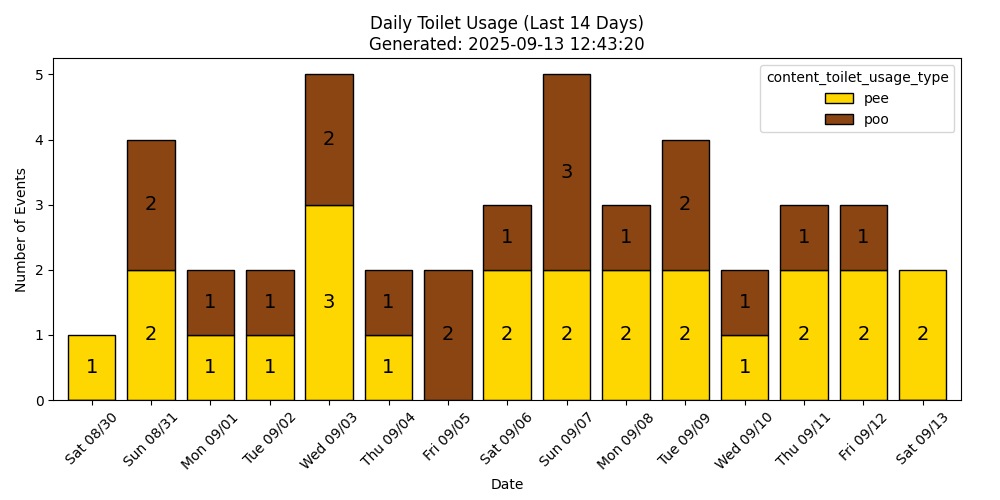 Daily Toilet Usage (Last 14 Days)
Generated: 2025-09-13 12:43:20
content_toilet_usage_type
pee
poo
Number of Events
5
4
3
2
1
0
1
2 2
1 1
1 1
3 2
1 1
2
2 1
2 3
2 1
2 2
1 1
2 1
2 1
2
Sat 08/30
Sun 08/31
Mon 09/01
Tue 09/02
Wed 09/03
Thu 09/04
Fri 09/05
Sat 09/06
Sun 09/07
Mon 09/08
Tue 09/09
Wed 09/10
Thu 09/11
Fri 09/12
Sat 09/13
Date